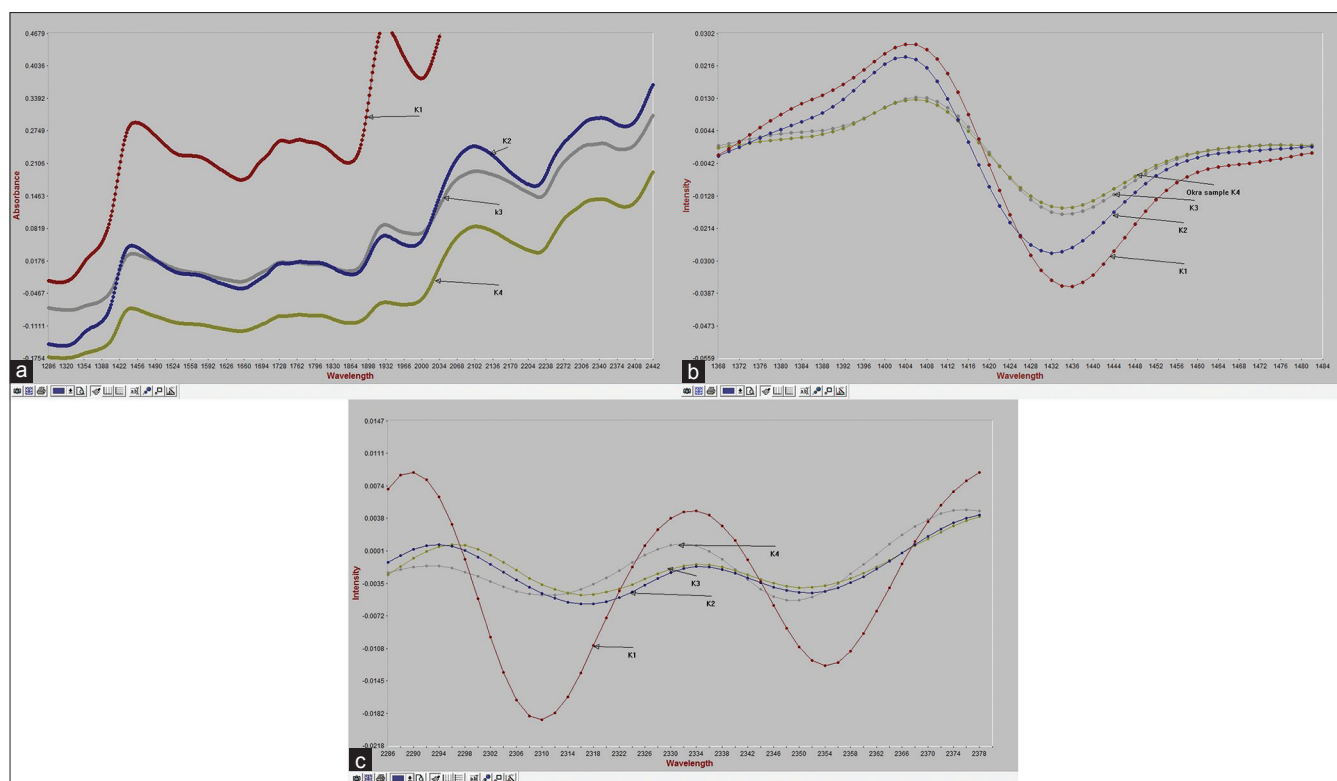 0.4679
0.4036
0.3392
0.2749
0.2106
0.1463
0.0819
0.0176
-0.0467
-0.1111
-0.1754
Absorbance
K1
K2
k3
K4
1286 1320 1354 1388 1422 1456 1490 1524 1558 1592 1626 1660 1694 1728 1762 1796 1830 1864 1898 1932 1966 2000 2034 2068 2102 2136 2170 2204 2238 2272 2306 2340 2374 2408 2442
Wavelength
a
0.0302
0.0216
0.0130
0.0044
-0.0042
-0.0128
-0.0214
-0.0300
-0.0387
-0.0473
-0.0559
Intensity
Okra sample K4
K3
K2
K1
1368 1372 1376 1380 1384 1388 1392 1396 1400 1404 1408 1412 1416 1420 1424 1428 1432 1436 1440 1444 1448 1452 1456 1460 1464 1468 1472 1476 1480 1484
Wavelength
b
0.0147
0.0111
0.0074
0.0038
0.0001
-0.0035
-0.0072
-0.0108
-0.0145
-0.0182
-0.0218
Intensity
K4
K3
K2
K1
2286 2290 2294 2298 2302 2306 2310 2314 2318 2322 2326 2330 2334 2338 2342 2346 2350 2354 2358 2362 2366 2370 2374 2378
Wavelength
c